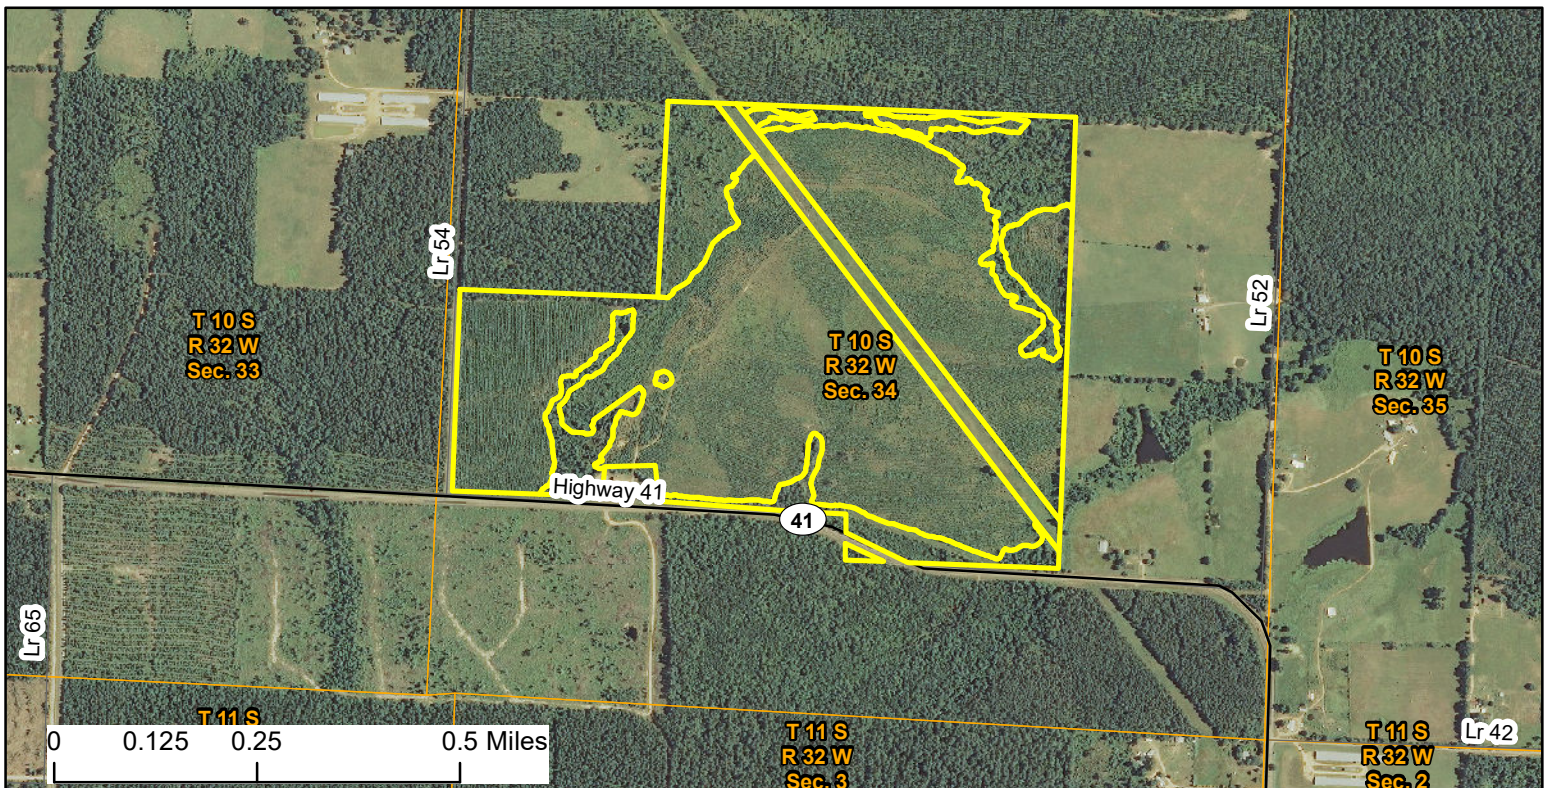 Lr 54
Lr 52
T 10 S
R 32 W
Sec. 33
T 10 S
R 32 W
Sec. 34
T 10 S
R 32 W
Sec. 35
Highway 41
41
Lr 65
T 11 S
T 11 S
R 32 W
Sec. 3
T 11 S
R 32 W
Sec. 2
Lr 42
0 0.125 0.25 0.5 Miles